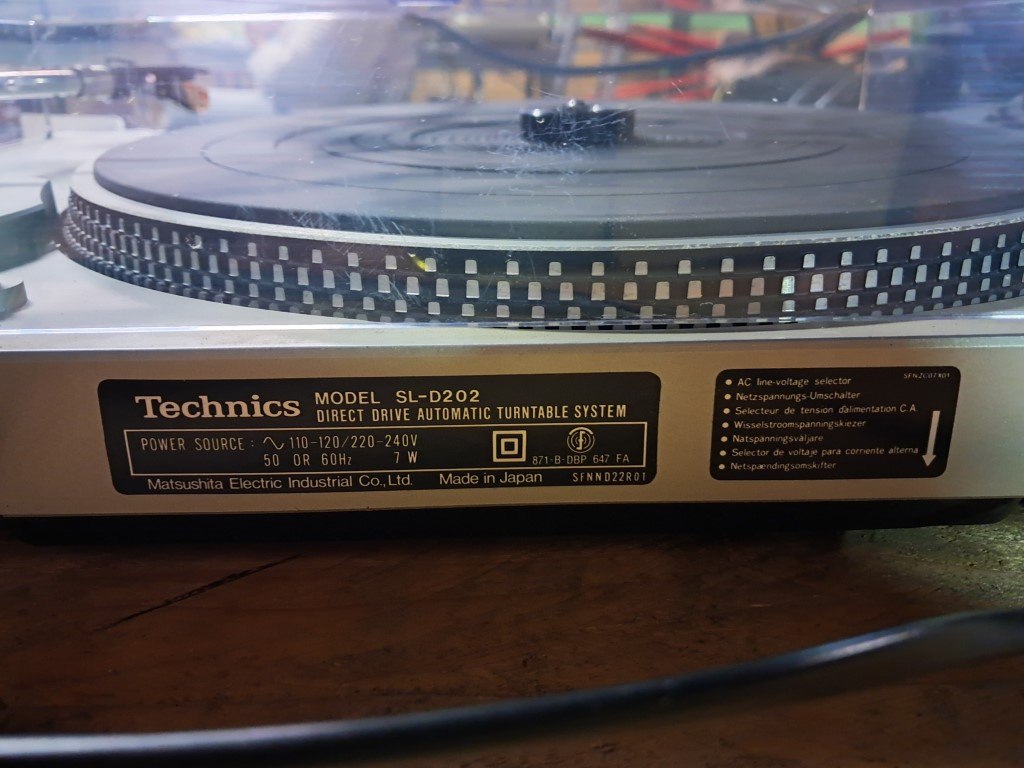 Technics MODEL SL-D202
DIRECT DRIVE AUTOMATIC TURNTABLE SYSTEM
POWER SOURCE : ∿ 110-120/220-240V
50 OR 60Hz 7 W
871-B-DBP 647 FA
Matsushita Electric Industrial Co., Ltd. Made in Japan SFNND22R01
SFN2C07R01
● AC line-voltage selector
● Netzspannungs-Umschalter
● Selecteur de tension d'alimentation C.A.
● Wisselstroomspanningskiezer
● Natspänningsväljare
● Selector de voltaje para corriente alterna
● Netspændingsomskifter